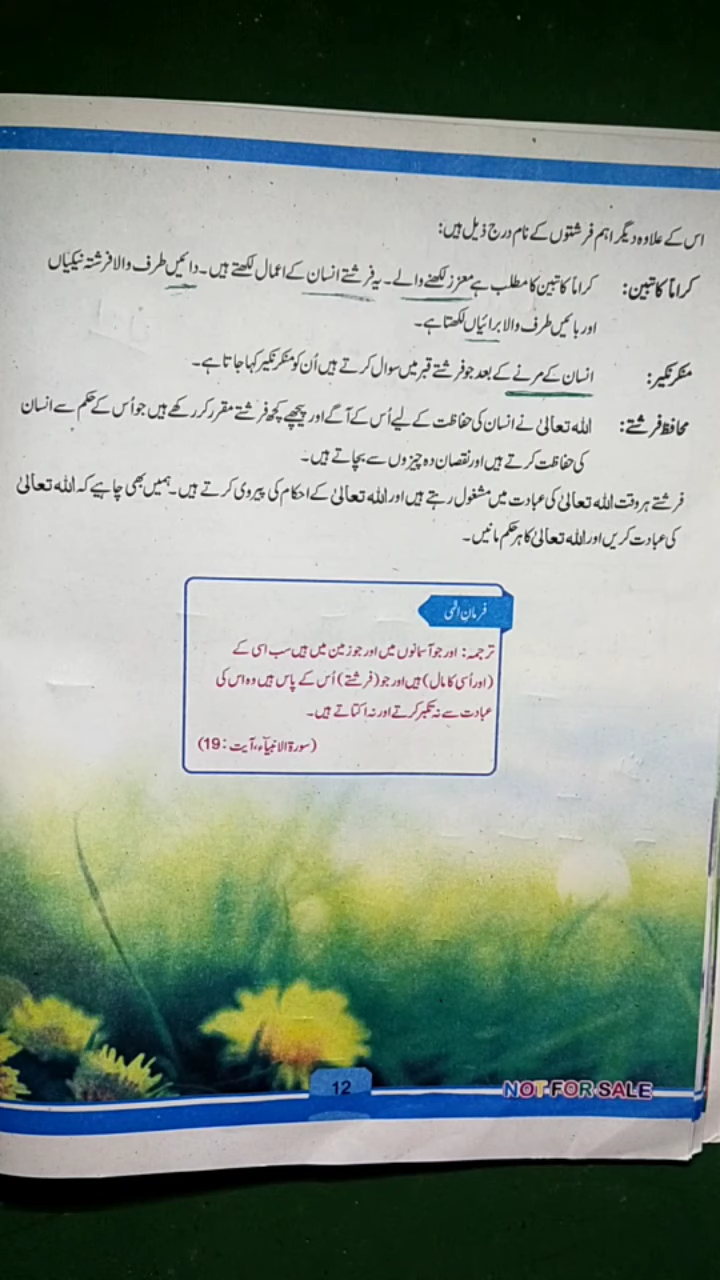 اس کے علاوہ دیگر اہم فرشتوں کے نام درج ذیل ہیں:
کراماً کاتبین: کراماً کاتبین کا مطلب ہے معزز لکھنے والے۔ یہ فرشتے انسان کے اعمال لکھتے ہیں۔ دائیں طرف والا فرشتہ نیکیاں
اور بائیں طرف والا برائیاں لکھتا ہے۔
منکر نکیر: انسان کے مرنے کے بعد جو فرشتے قبر میں سوال کرتے ہیں اُن کو منکر نکیر کہا جاتا ہے۔
محافظ فرشتے: اللہ تعالیٰ نے انسان کی حفاظت کے لیے اُس کے آگے اور پیچھے کچھ فرشتے مقرر کر رکھے ہیں جو اُس کے حکم سے انسان
کی حفاظت کرتے ہیں اور نقصان دہ چیزوں سے بچاتے ہیں۔
فرشتے ہر وقت اللہ تعالیٰ کی عبادت میں مشغول رہتے ہیں اور اللہ تعالیٰ کے احکام کی پیروی کرتے ہیں۔ ہمیں بھی چاہیے کہ اللہ تعالیٰ
کی عبادت کریں اور اللہ تعالیٰ کا ہر حکم مانیں۔
فرمانِ الٰہی
ترجمہ: اور جو آسمانوں میں اور جو زمین میں ہیں سب اسی کے
(اور اُسی کا مال) ہیں اور جو (فرشتے) اُس کے پاس ہیں وہ اس کی
عبادت سے نہ تکبر کرتے اور نہ اکتاتے ہیں۔
(سورۃ الانبیآء، آیت: 19)
12
NOT FOR SALE